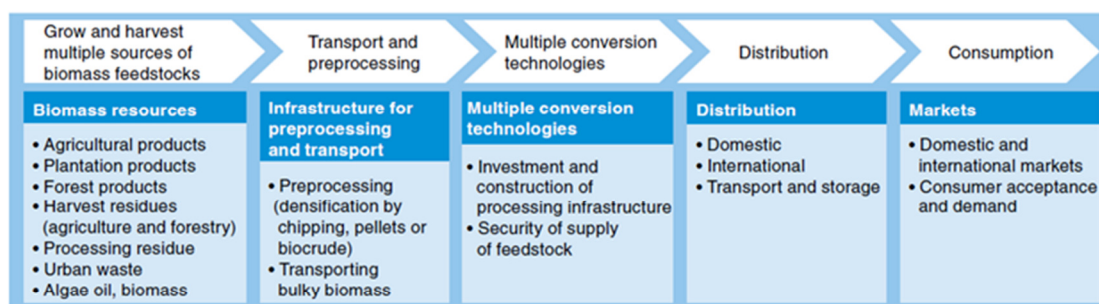 Grow and harvest
multiple sources of
biomass feedstocks
Transport and
preprocessing
Multiple conversion
technologies
Distribution
Consumption
Biomass resources
• Agricultural products
• Plantation products
• Forest products
• Harvest residues
(agriculture and forestry)
• Processing residue
• Urban waste
• Algae oil, biomass
Infrastructure for
preprocessing
and transport
• Preprocessing
(densification by
chipping, pellets or
biocrude)
• Transporting
bulky biomass
Multiple conversion
technologies
• Investment and
construction of
processing infrastructure
• Security of supply
of feedstock
Distribution
• Domestic
• International
• Transport and storage
Markets
• Domestic and
international markets
• Consumer acceptance
and demand